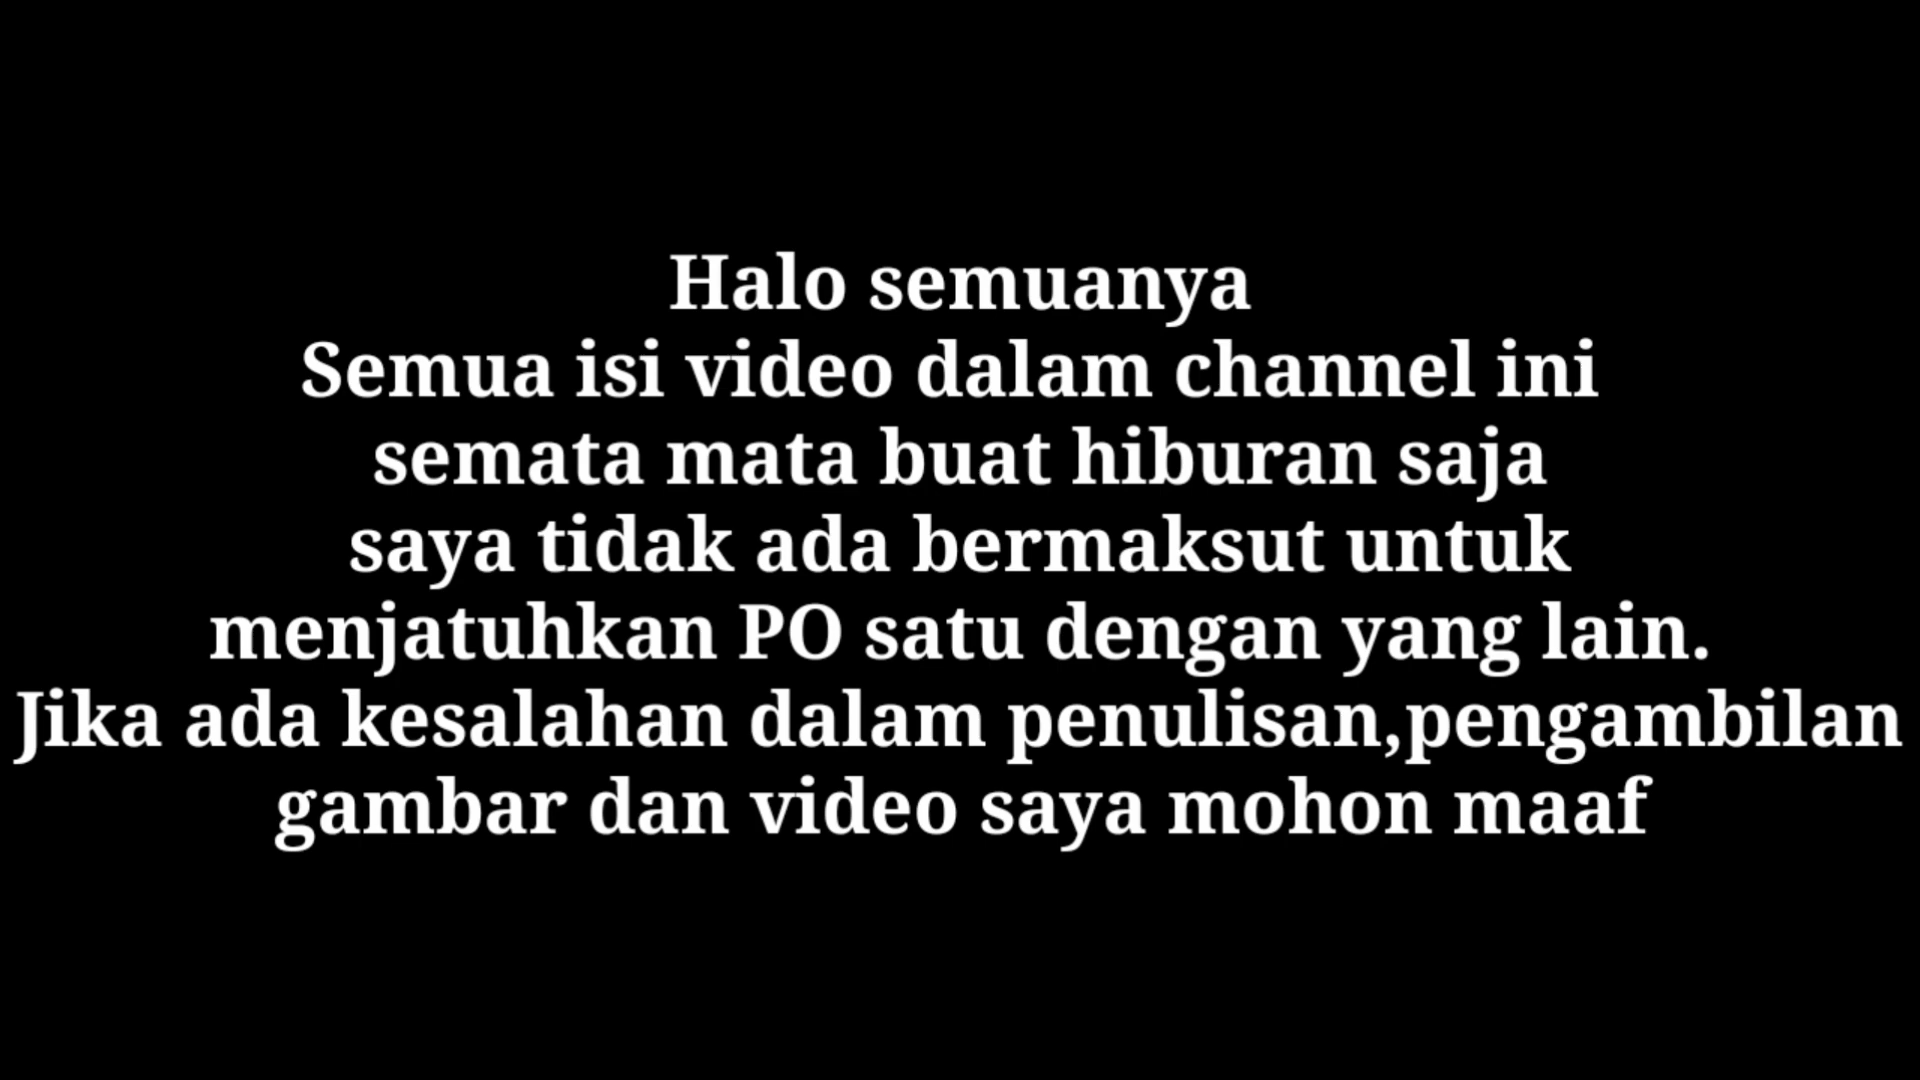 Halo semuanya
Semua isi video dalam channel ini
semata mata buat hiburan saja
saya tidak ada bermaksut untuk
menjatuhkan PO satu dengan yang lain.
Jika ada kesalahan dalam penulisan,pengambilan
gambar dan video saya mohon maaf